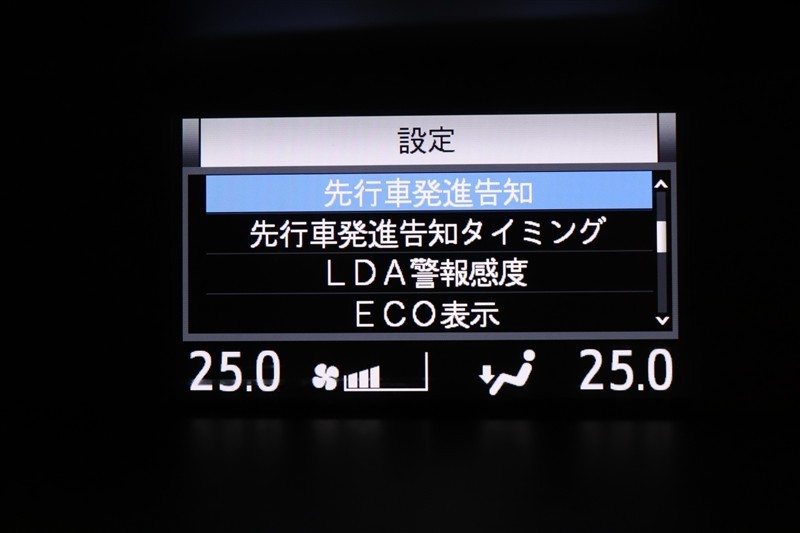 設定
先行車発進告知
先行車発進告知タイミング
ＬＤＡ警報感度
ＥＣＯ表示
25.0 25.0